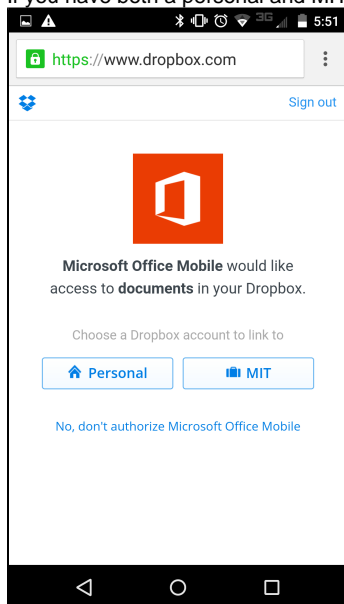 if you have both a personal and
3G 5:51
https://www.dropbox.com
Sign out
Microsoft Office Mobile would like
access to documents in your Dropbox.
Choose a Dropbox account to link to
Personal MIT
No, don't authorize Microsoft Office Mobile